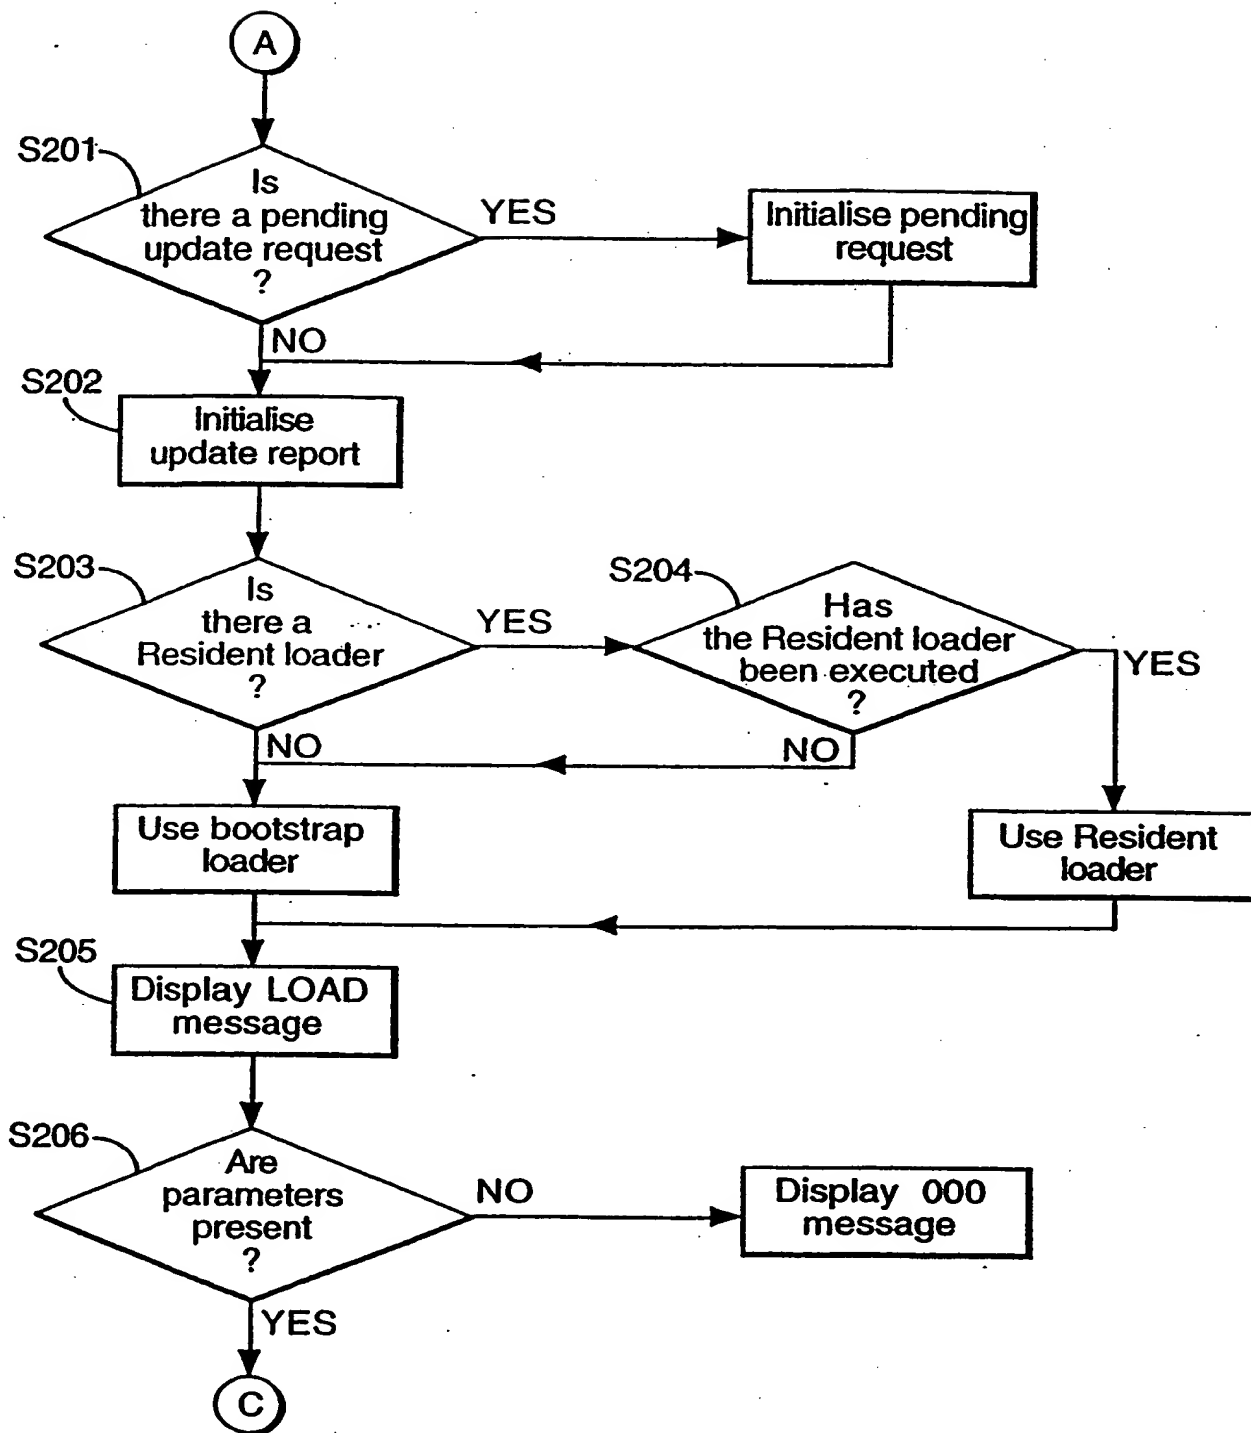 A
S201
Is
there a pending
update request
?
YES
Initialise pending
request
NO
S202
Initialise
update report
S203
Is
there a
Resident loader
?
YES
S204
Has
the Resident loader
been executed
?
YES
NO
NO
Use bootstrap
loader
Use Resident
loader
S205
Display LOAD
message
S206
Are
parameters
present
?
NO
Display 000
message
YES
C